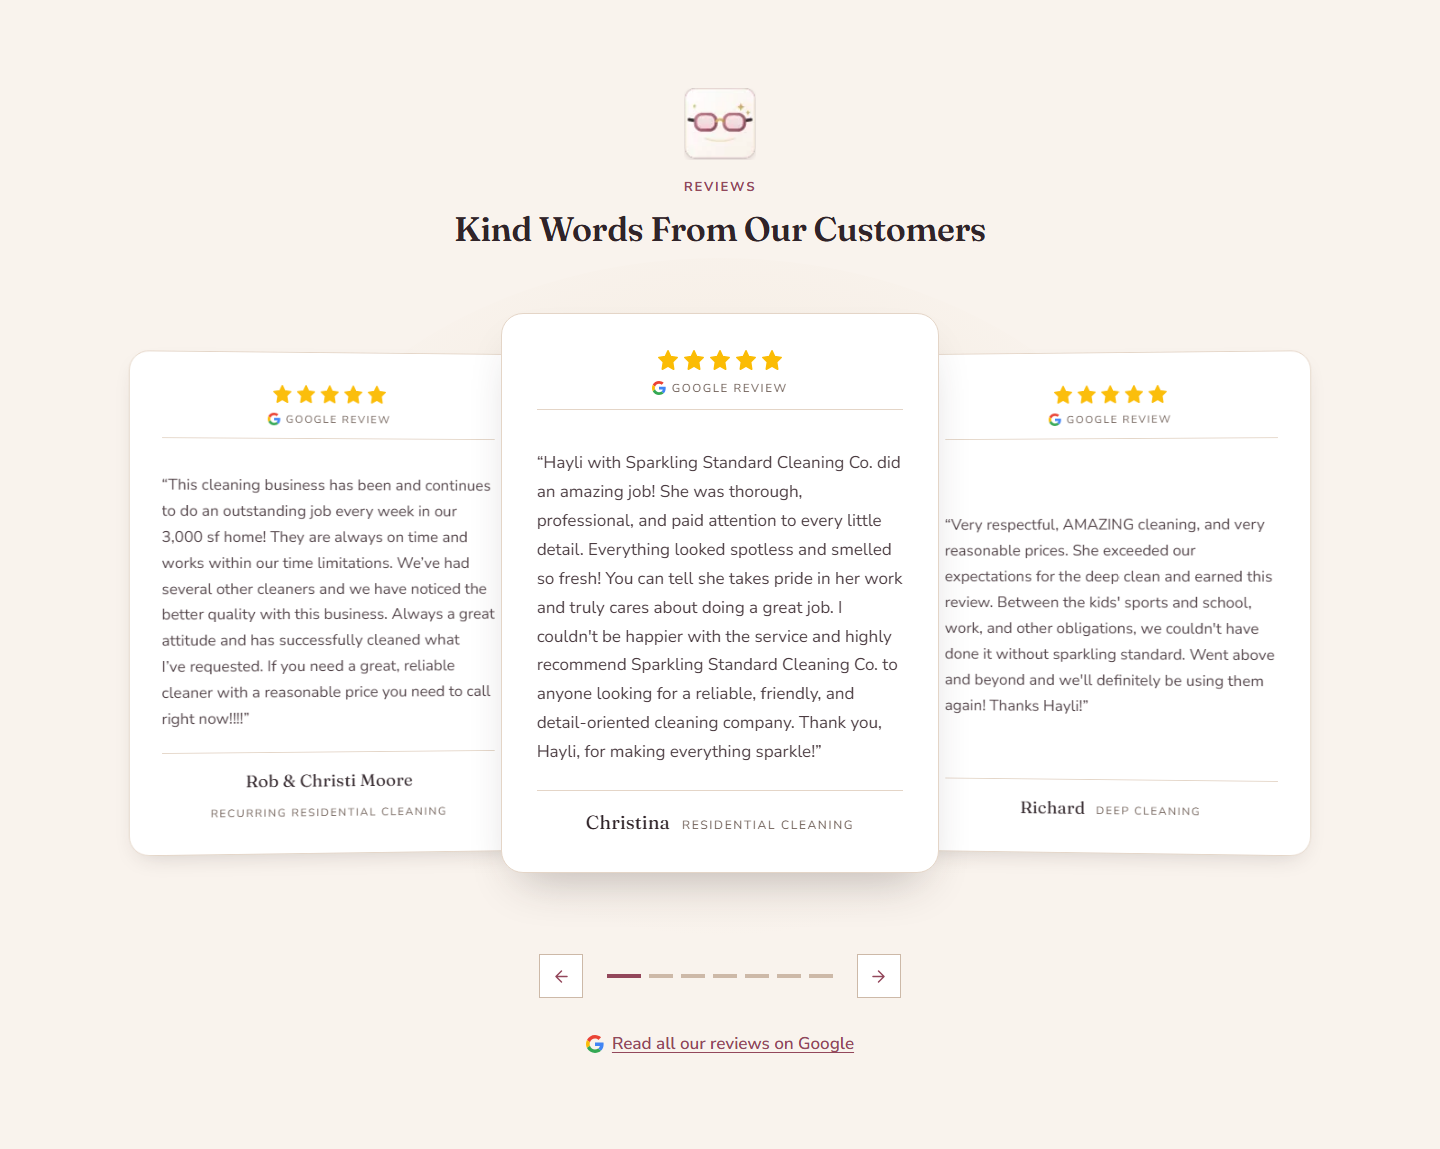 REVIEWS
Kind Words From Our Customers
GOOGLE REVIEW
“This cleaning business has been and continues
to do an outstanding job every week in our
3,000 sf home! They are always on time and
works within our time limitations. We’ve had
several other cleaners and we have noticed the
better quality with this business. Always a great
attitude and has successfully cleaned what
I’ve requested. If you need a great, reliable
cleaner with a reasonable price you need to call
right now!!!!”
Rob & Christi Moore
RECURRING RESIDENTIAL CLEANING
GOOGLE REVIEW
“Hayli with Sparkling Standard Cleaning Co. did
an amazing job! She was thorough,
professional, and paid attention to every little
detail. Everything looked spotless and smelled
so fresh! You can tell she takes pride in her work
and truly cares about doing a great job. I
couldn't be happier with the service and highly
recommend Sparkling Standard Cleaning Co. to
anyone looking for a reliable, friendly, and
detail-oriented cleaning company. Thank you,
Hayli, for making everything sparkle!”
Christina RESIDENTIAL CLEANING
GOOGLE REVIEW
“Very respectful, AMAZING cleaning, and very
reasonable prices. She exceeded our
expectations for the deep clean and earned this
review. Between the kids' sports and school,
work, and other obligations, we couldn't have
done it without sparkling standard. Went above
and beyond and we'll definitely be using them
again! Thanks Hayli!”
Richard DEEP CLEANING
Read all our reviews on Google